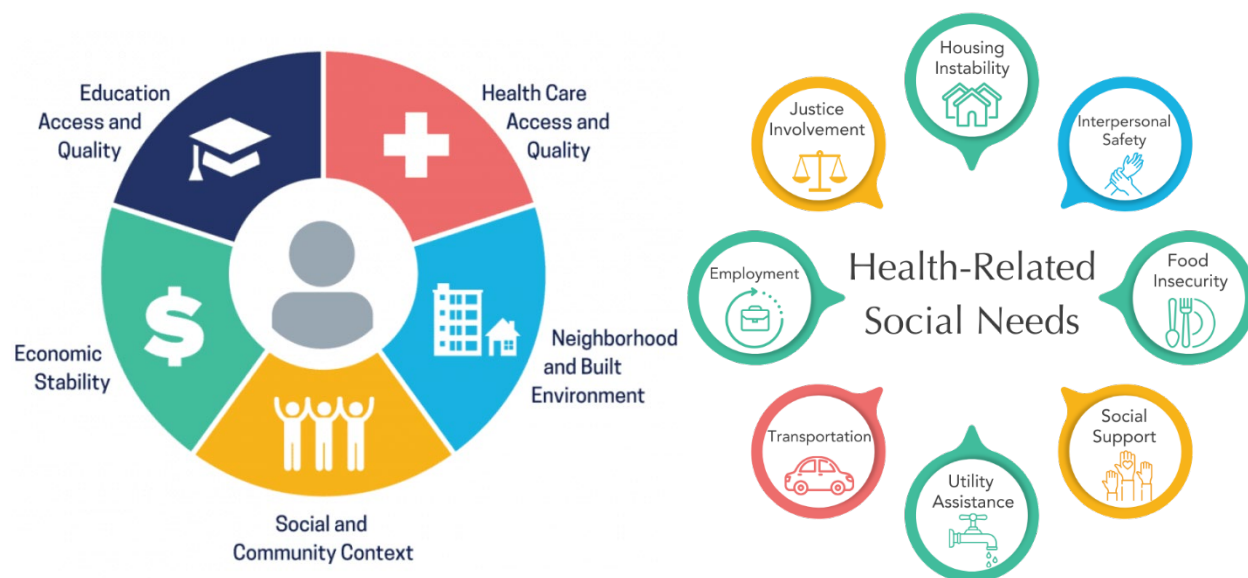 Education
Access and
Quality
Health Care
Access and
Quality
Economic
Stability
Neighborhood
and Built
Environment
Social and
Community Context
Housing
Instability
Justice
Involvement
Interpersonal
Safety
Employment
Health-Related
Social Needs
Food
Insecurity
Transportation
Social
Support
Utility
Assistance